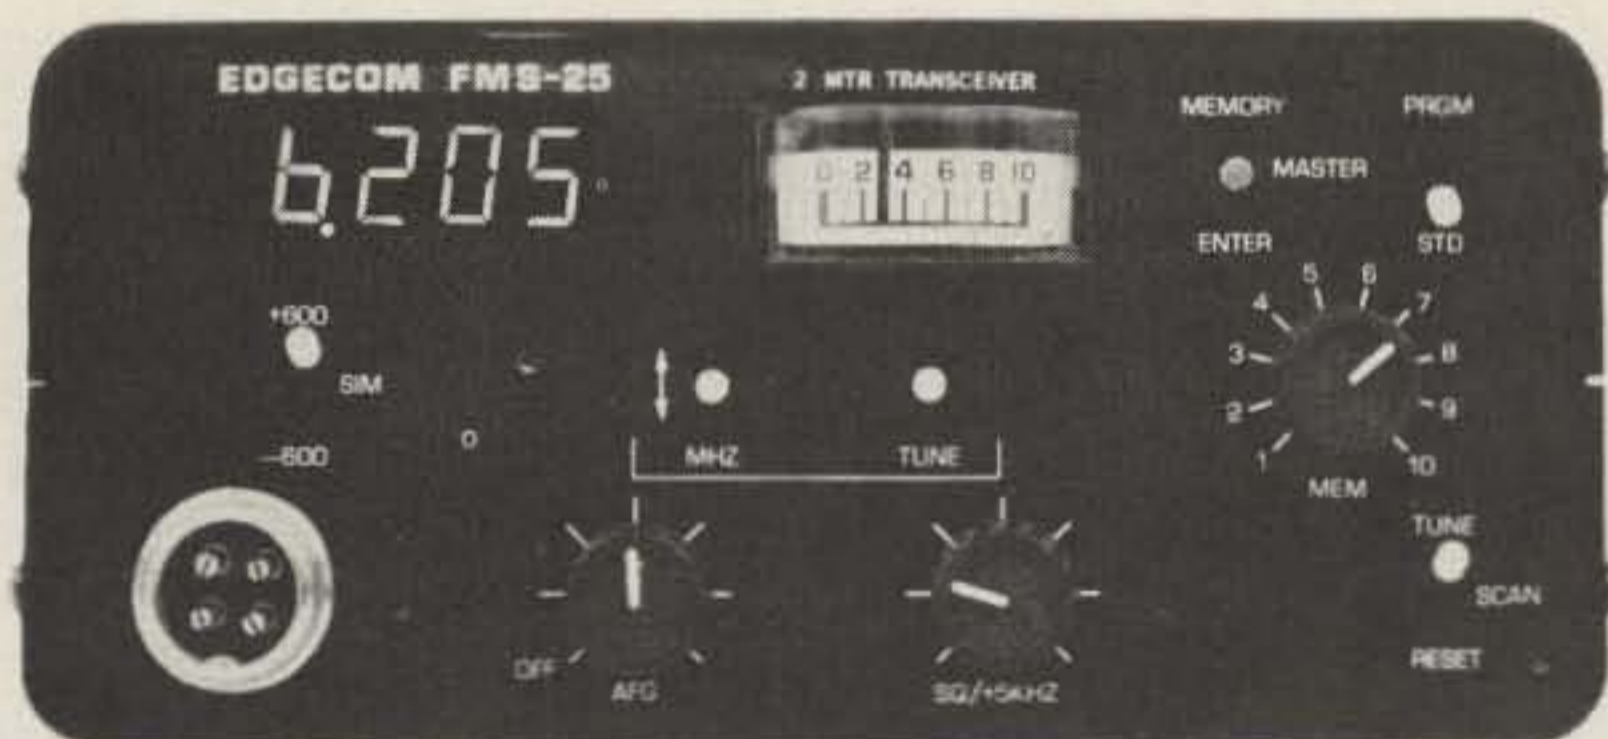 EDGECOM FMS-25
2 MTR TRANSCEIVER
6.205
0 2 4 6 8 10
MEMORY
PRGM
MASTER
ENTER
STD
+600
SIM
-600
0
MHZ
TUNE
1 2 3 4 5 6 7 8 9 10
MEM
TUNE
SCAN
RESET
OFF
AFG
SQ/+5KHZ